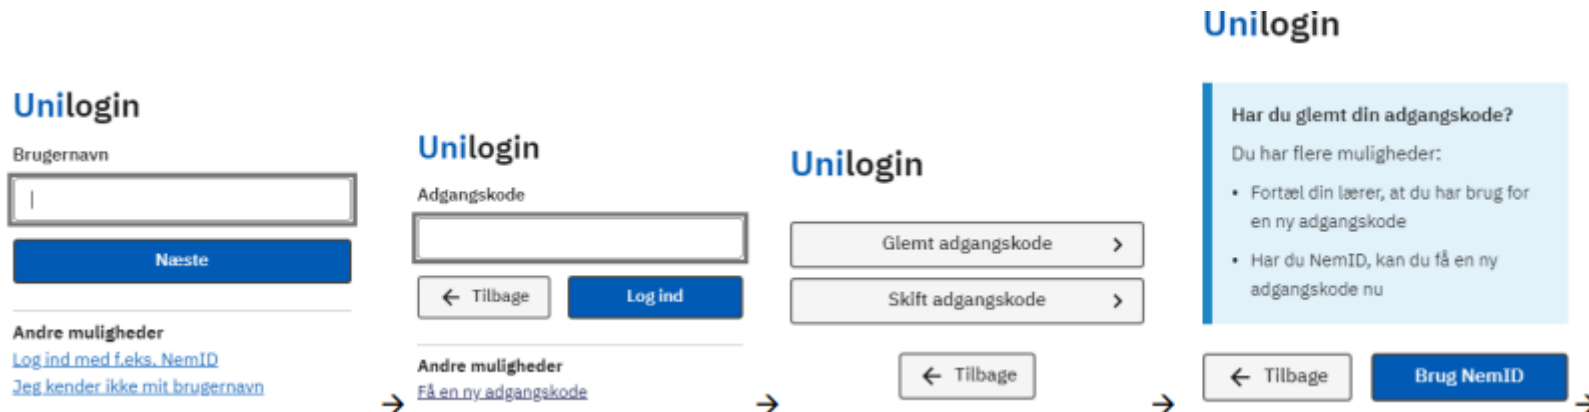 Unilogin
Brugernavn
Næste
Andre muligheder
Log ind med f.eks. NemID
Jeg kender ikke mit brugernavn
→
Unilogin
Adgangskode
← Tilbage
Log ind
Andre muligheder
Få en ny adgangskode
→
Unilogin
Glemt adgangskode >
Skift adgangskode >
← Tilbage
→
Unilogin
Har du glemt din adgangskode?
Du har flere muligheder:
• Fortæl din lærer, at du har brug for
en ny adgangskode
• Har du NemID, kan du få en ny
adgangskode nu
← Tilbage
Brug NemID
→